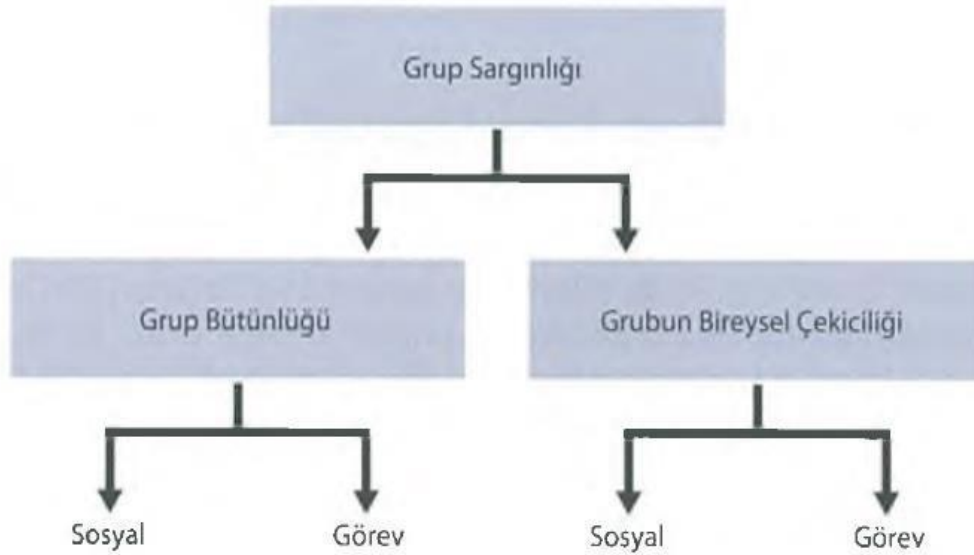 Grup Sargınlığı
Grup Bütünlüğü
Grubun Bireysel Çekiciliği
Sosyal
Görev
Sosyal
Görev